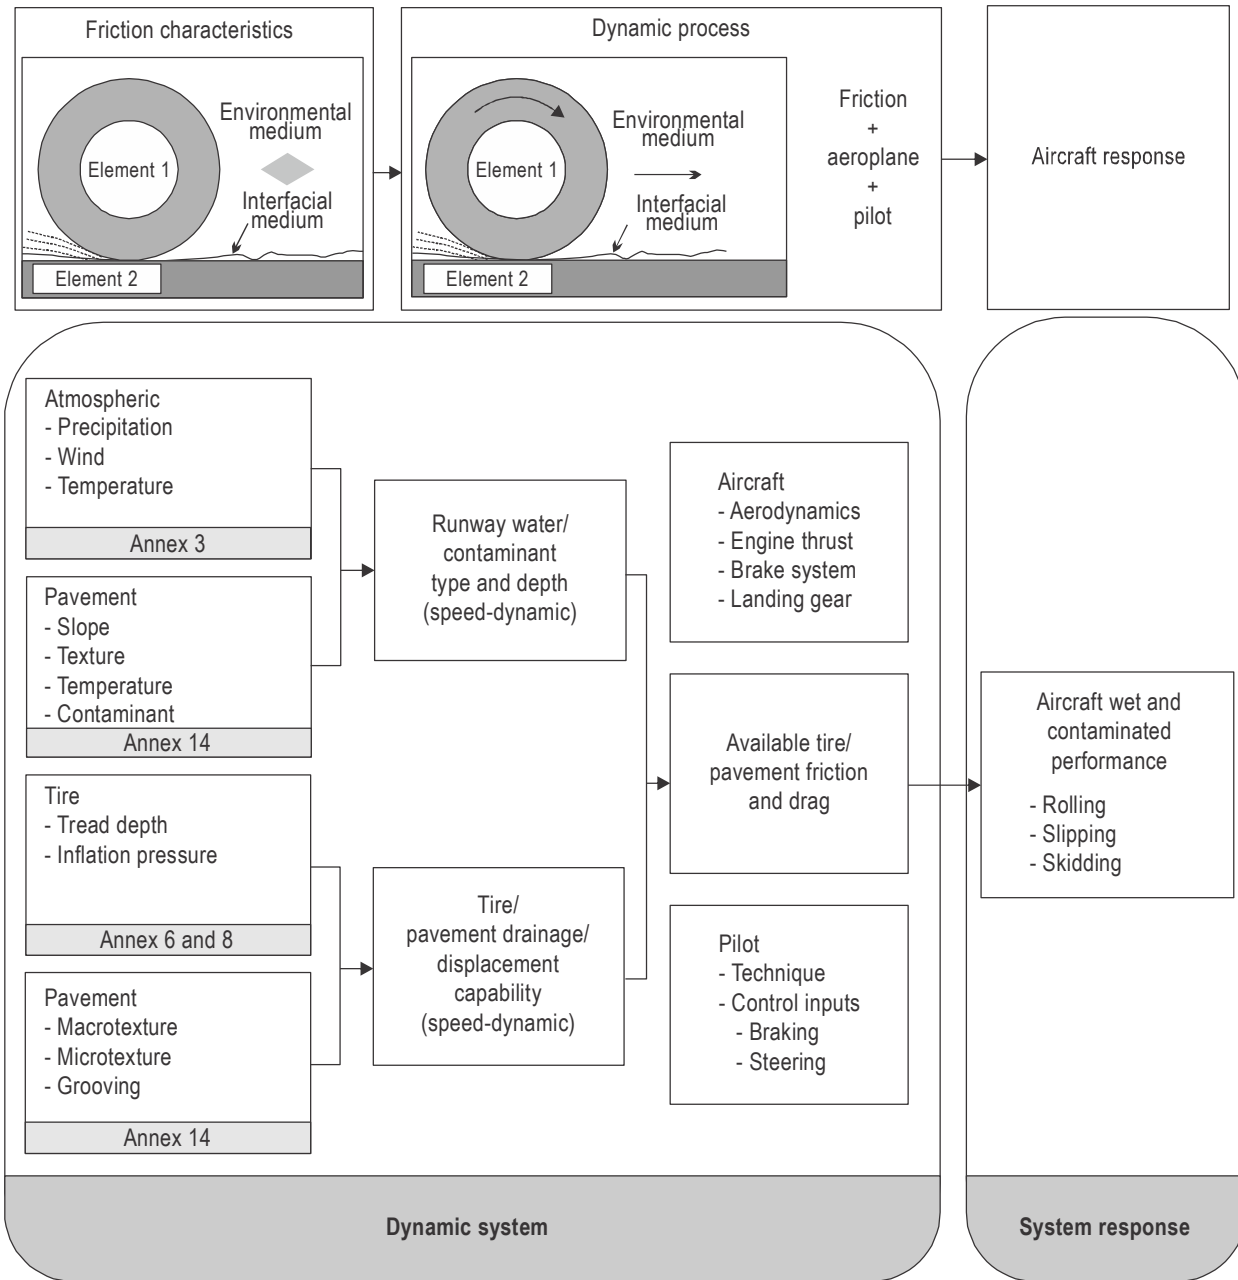 Friction characteristics
Environmental
medium
Element 1
Interfacial
medium
Element 2
Dynamic process
Environmental
medium
Element 1
Interfacial
medium
Element 2
Friction
+
aeroplane
+
pilot
Aircraft response
Atmospheric
- Precipitation
- Wind
- Temperature
Annex 3
Pavement
- Slope
- Texture
- Temperature
- Contaminant
Annex 14
Tire
- Tread depth
- Inflation pressure
Annex 6 and 8
Pavement
- Macrotexture
- Microtexture
- Grooving
Annex 14
Runway water/
contaminant
type and depth
(speed-dynamic)
Tire/
pavement drainage/
displacement
capability
(speed-dynamic)
Aircraft
- Aerodynamics
- Engine thrust
- Brake system
- Landing gear
Available tire/
pavement friction
and drag
Pilot
- Technique
- Control inputs
- Braking
- Steering
Aircraft wet and
contaminated
performance
- Rolling
- Slipping
- Skidding
Dynamic system
System response